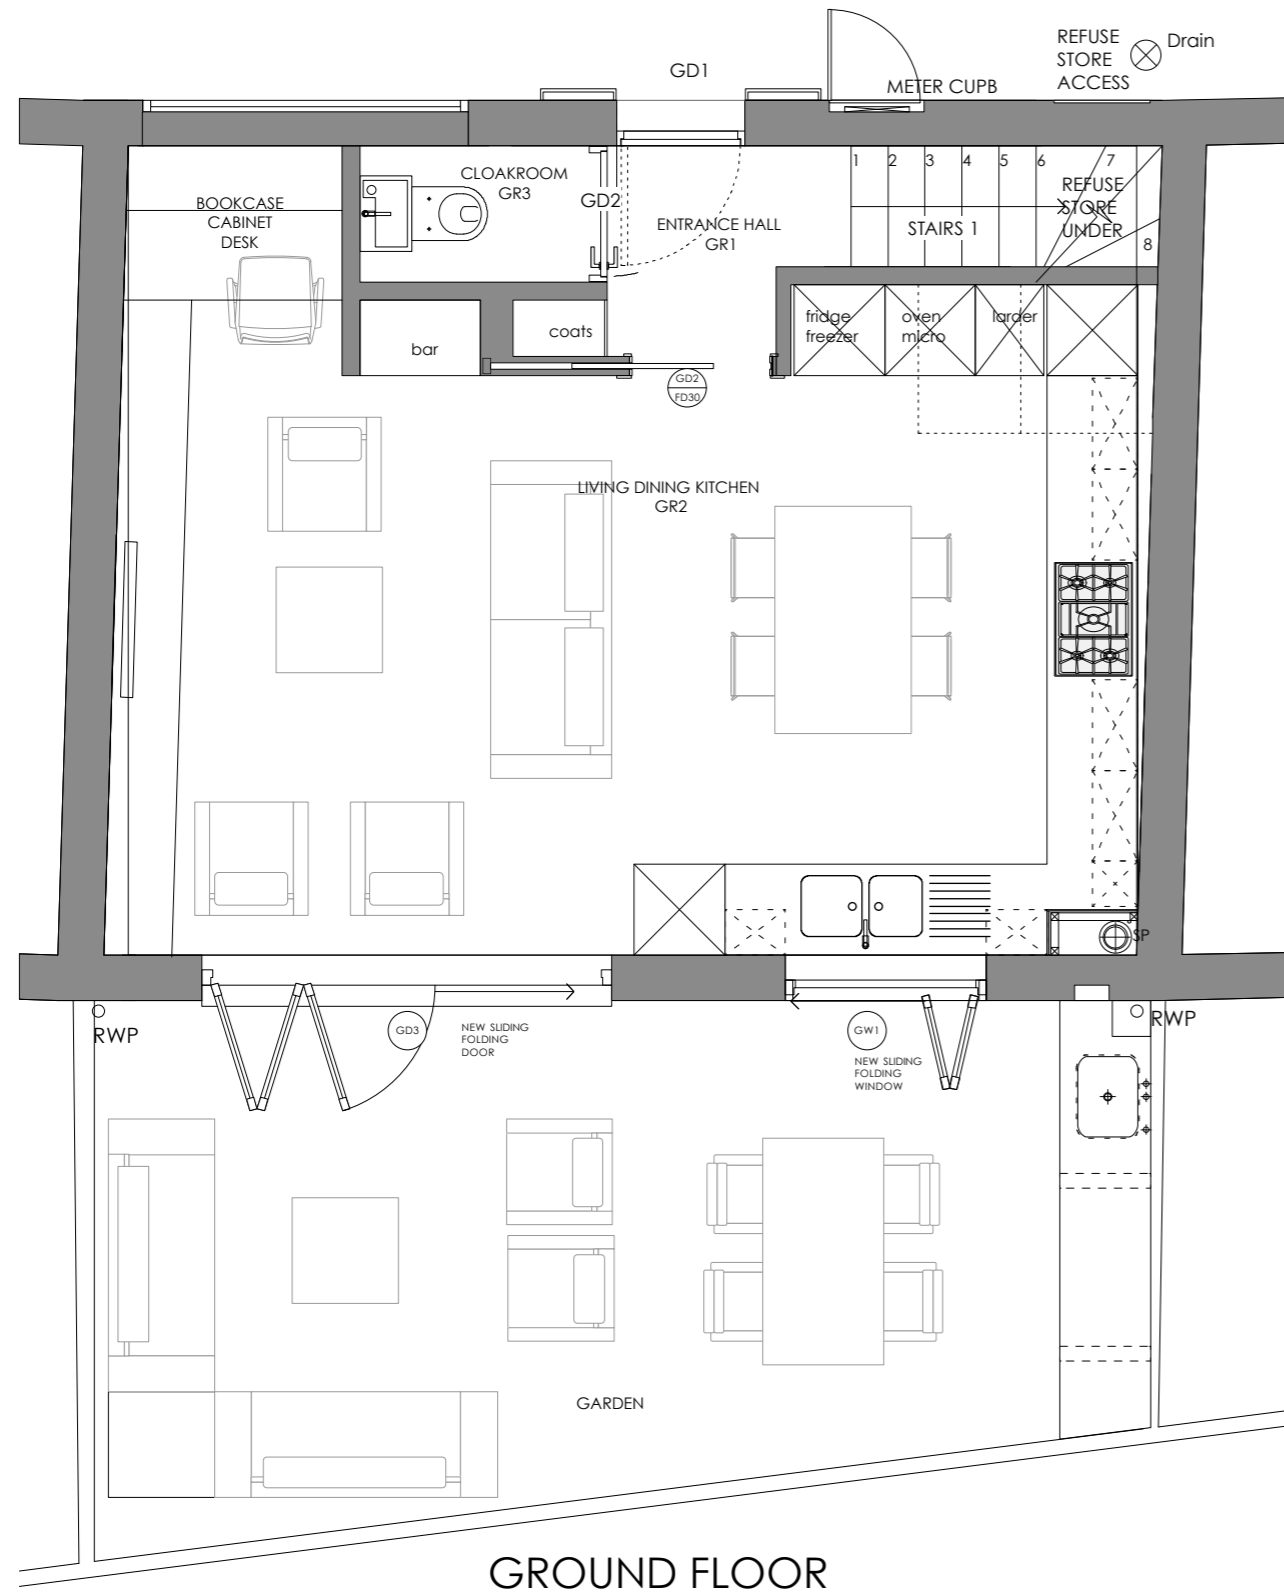 GD1
REFUSE
STORE
ACCESS
Drain
METER CUPB
CLOAKROOM
GR3
GD2
BOOKCASE
CABINET
DESK
ENTRANCE HALL
GR1
1
2
3
4
5
6
7
8
STAIRS 1
REFUSE
STORE
UNDER
bar
coats
fridge
freezer
oven
micro
larder
GD2
FD30
LIVING DINING KITCHEN
GR2
SP
RWP
GD3
NEW SLIDING
FOLDING
DOOR
GW1
NEW SLIDING
FOLDING
WINDOW
RWP
GARDEN
GROUND FLOOR